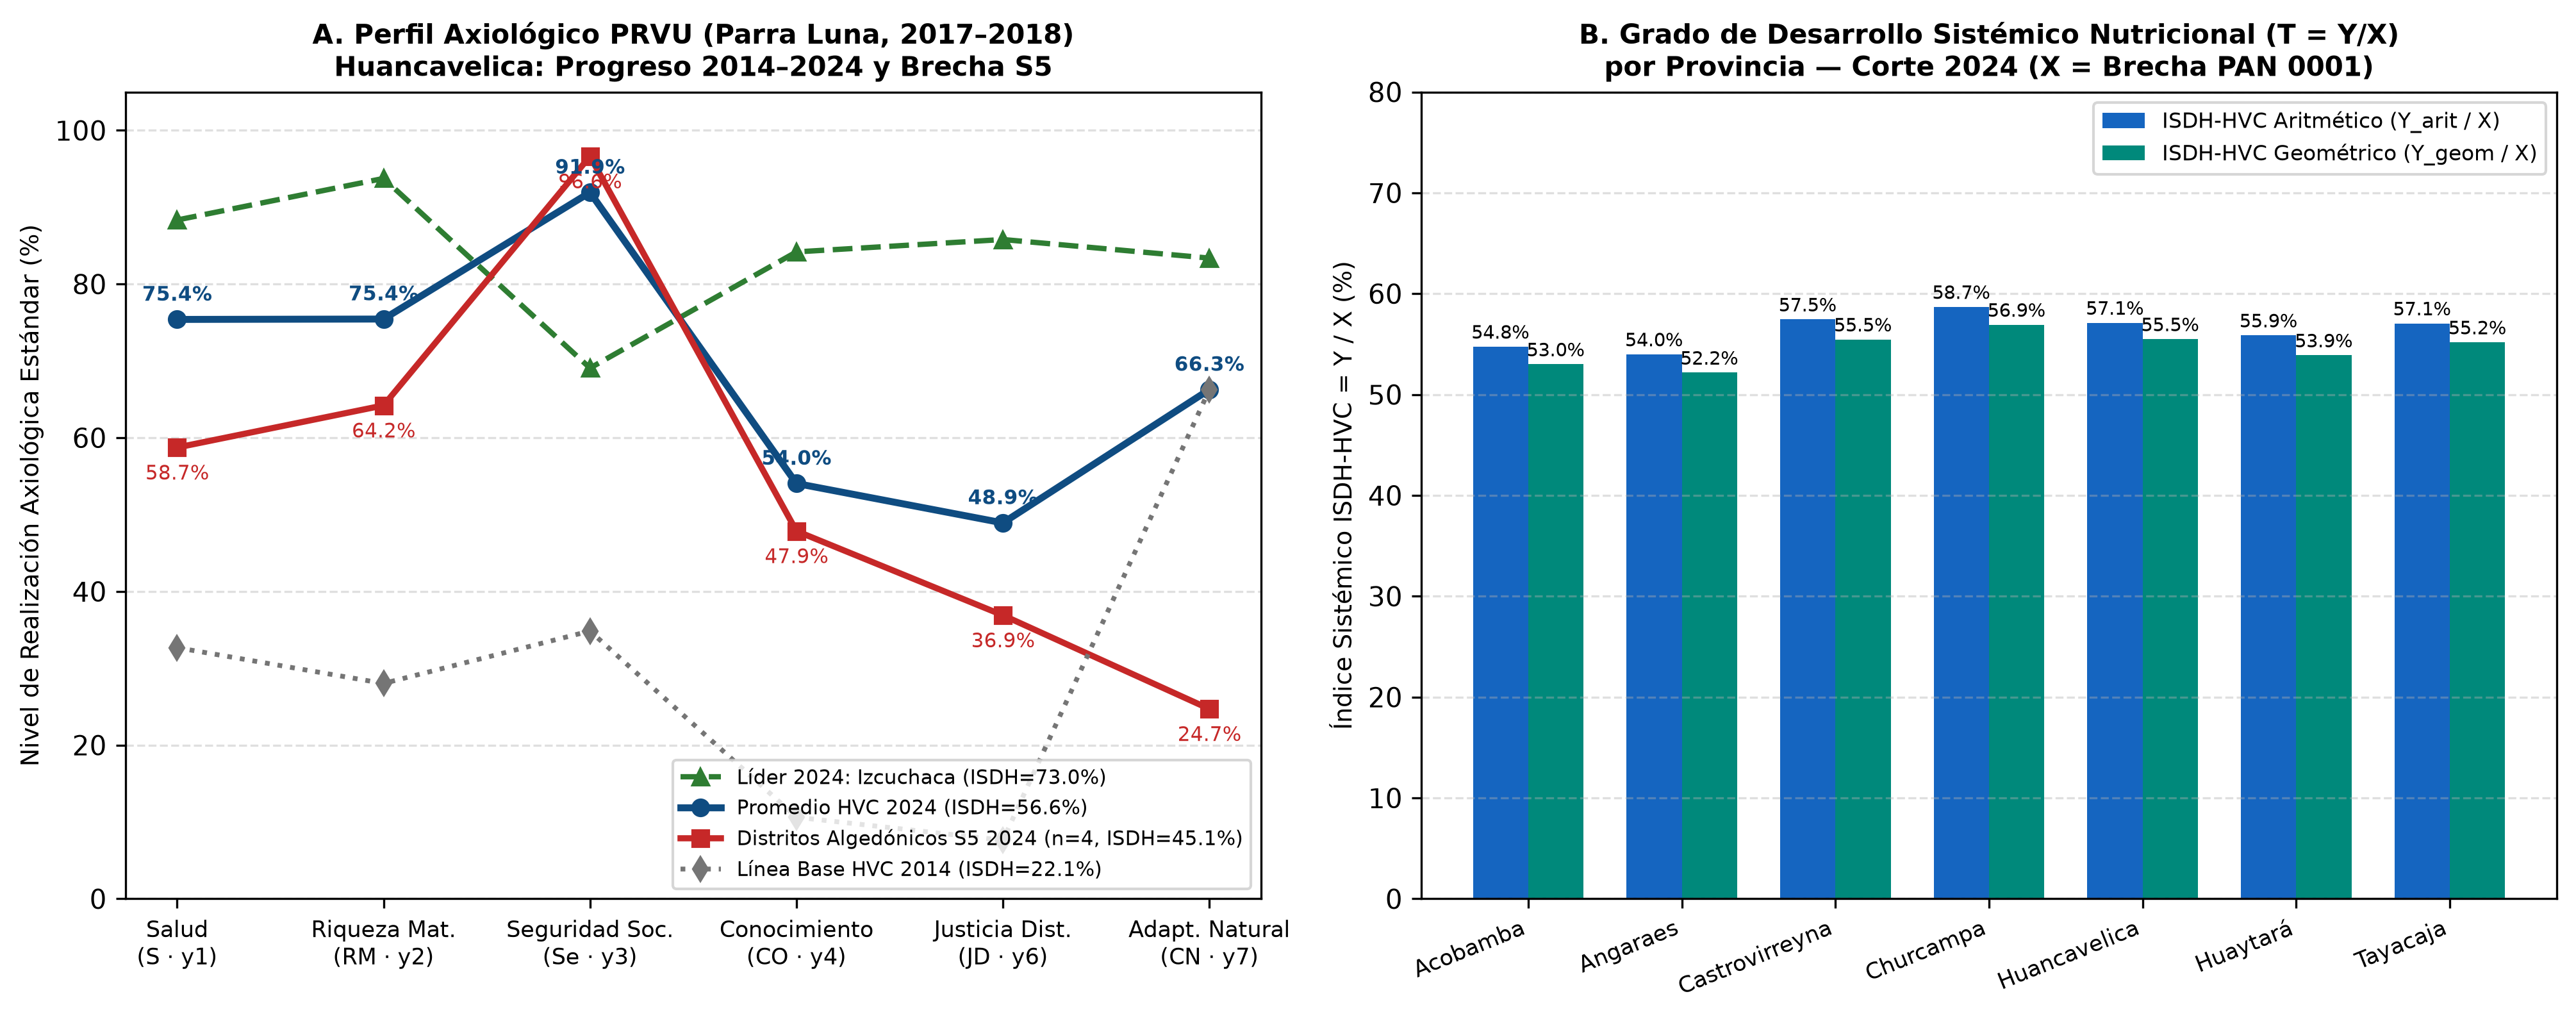 A. Perfil Axiológico PRVU (Parra Luna, 2017–2018)
Huancavelica: Progreso 2014–2024 y Brecha S5
Nivel de Realización Axiológica Estándar (%)
100
80
60
40
20
0
75.4%
75.4%
91.9%
54.0%
48.9%
66.3%
58.7%
64.2%
96.6%
47.9%
36.9%
24.7%
Líder 2024: Izcuchaca (ISDH=73.0%)
Promedio HVC 2024 (ISDH=56.6%)
Distritos Algedónicos S5 2024 (n=4, ISDH=45.1%)
Línea Base HVC 2014 (ISDH=22.1%)
Salud
(S · y1)
Riqueza Mat.
(RM · y2)
Seguridad Soc.
(Se · y3)
Conocimiento
(CO · y4)
Justicia Dist.
(JD · y6)
Adapt. Natural
(CN · y7)
B. Grado de Desarrollo Sistémico Nutricional (T = Y/X)
por Provincia — Corte 2024 (X = Brecha PAN 0001)
Índice Sistémico ISDH-HVC = Y / X (%)
80
70
60
50
40
30
20
10
0
ISDH-HVC Aritmético (Y_arit / X)
ISDH-HVC Geométrico (Y_geom / X)
54.8%
53.0%
54.0%
52.2%
57.5%
55.5%
58.7%
56.9%
57.1%
55.5%
55.9%
53.9%
57.1%
55.2%
Acobamba
Angaraes
Castrovirreyna
Churcampa
Huancavelica
Huaytará
Tayacaja